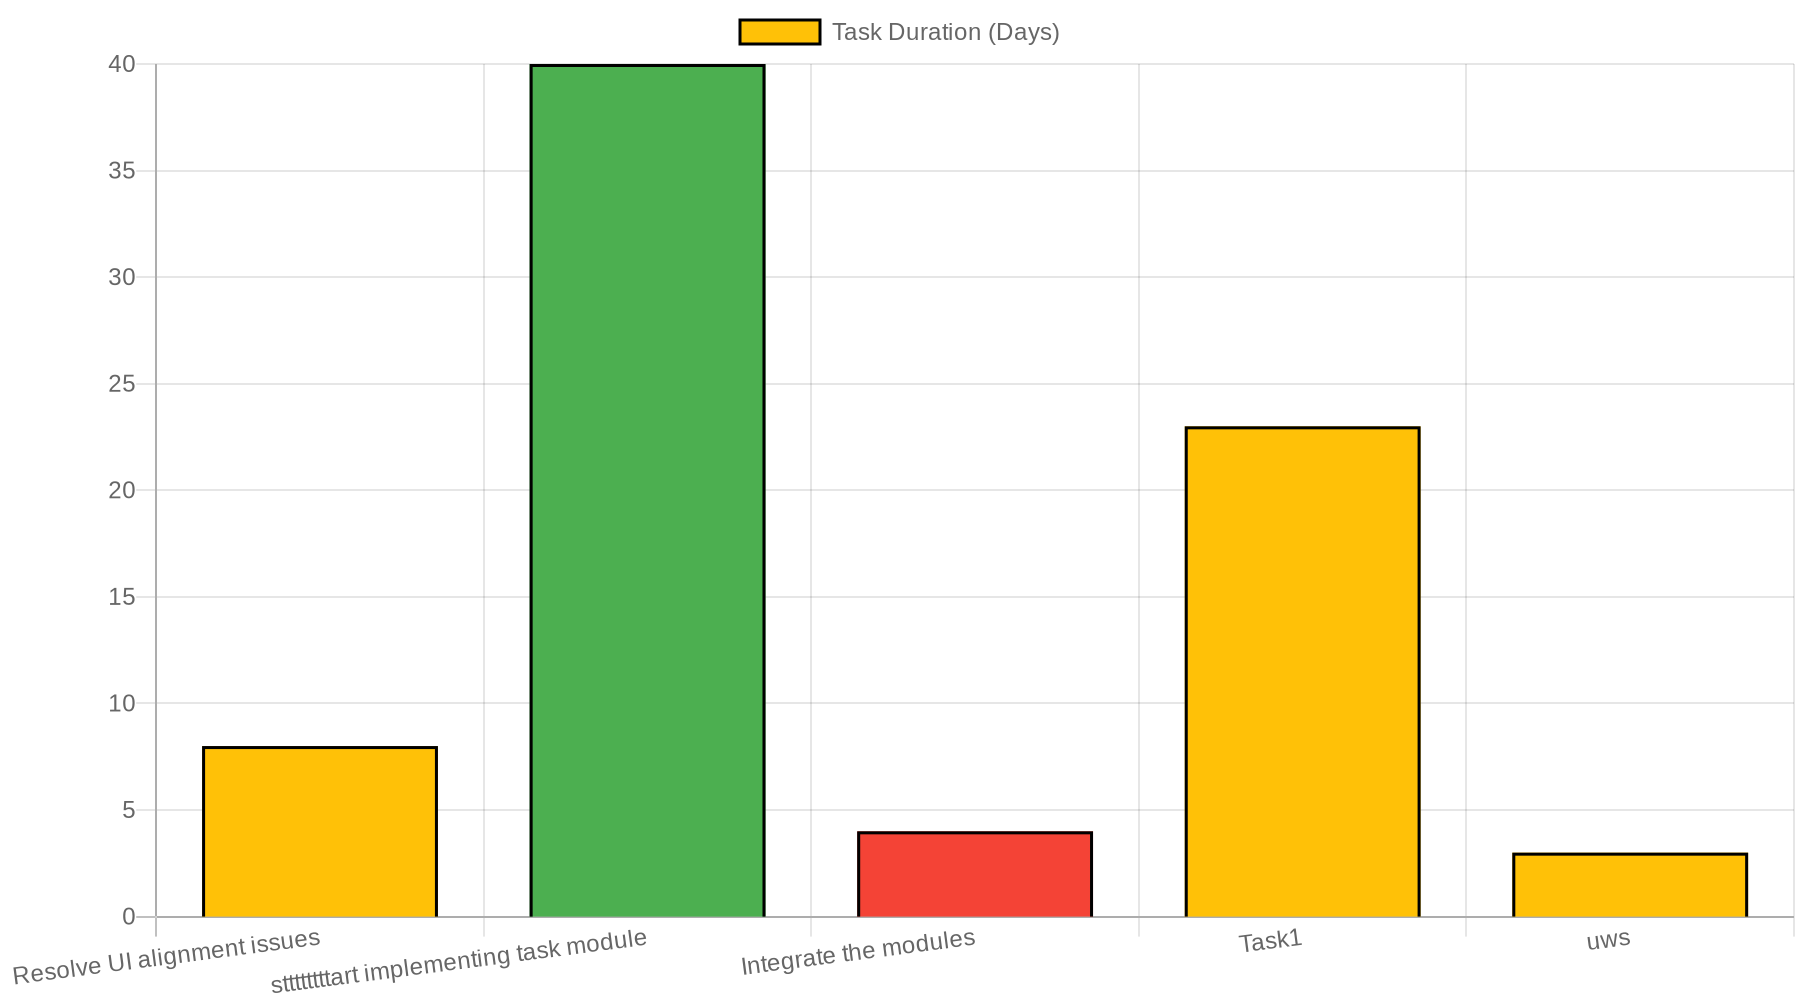 Task Duration (Days)
40
35
30
25
20
15
10
5
0
Resolve UI alignment issues
sttttttttart implementing task module
Integrate the modules
Task1
uws